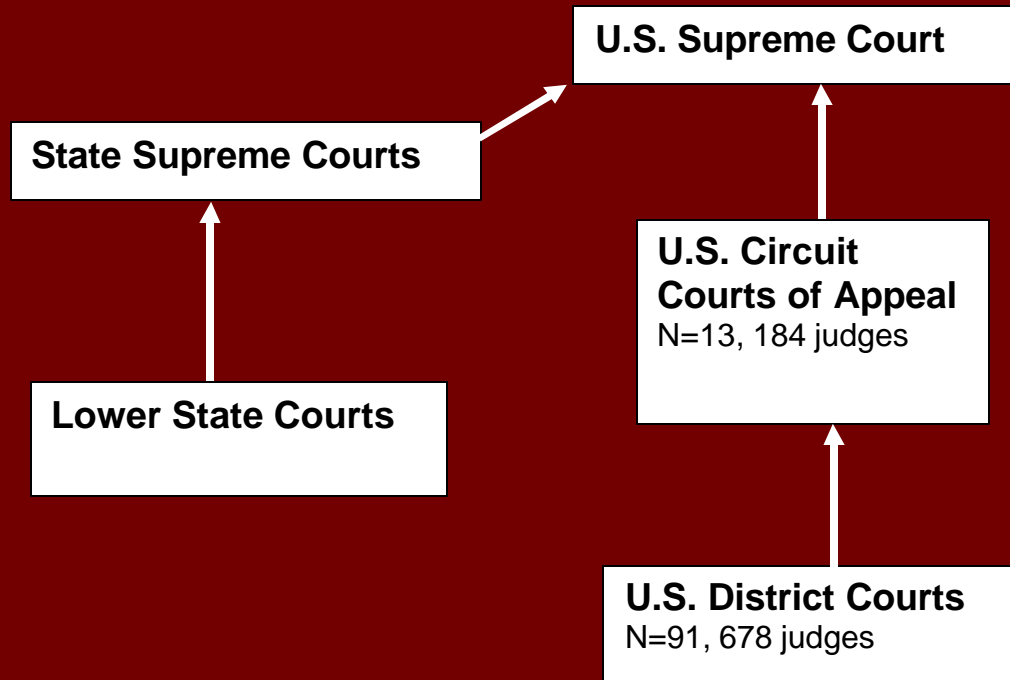 U.S. Supreme Court
State Supreme Courts
U.S. Circuit
Courts of Appeal
N=13, 184 judges
Lower State Courts
U.S. District Courts
N=91, 678 judges